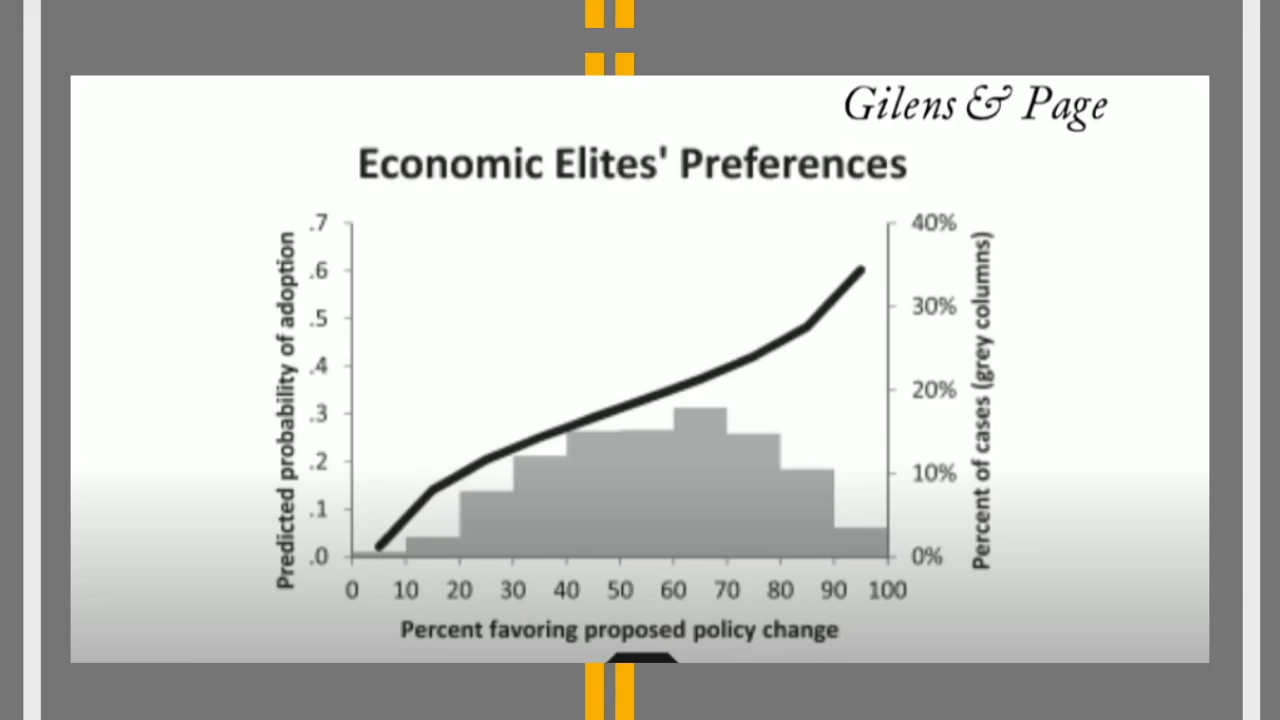 Gilens & Page
Economic Elites' Preferences
Predicted probability of adoption
.7
.6
.5
.4
.3
.2
.1
.0
40%
30%
20%
10%
0%
Percent of cases (grey columns)
0 10 20 30 40 50 60 70 80 90 100
Percent favoring proposed policy change